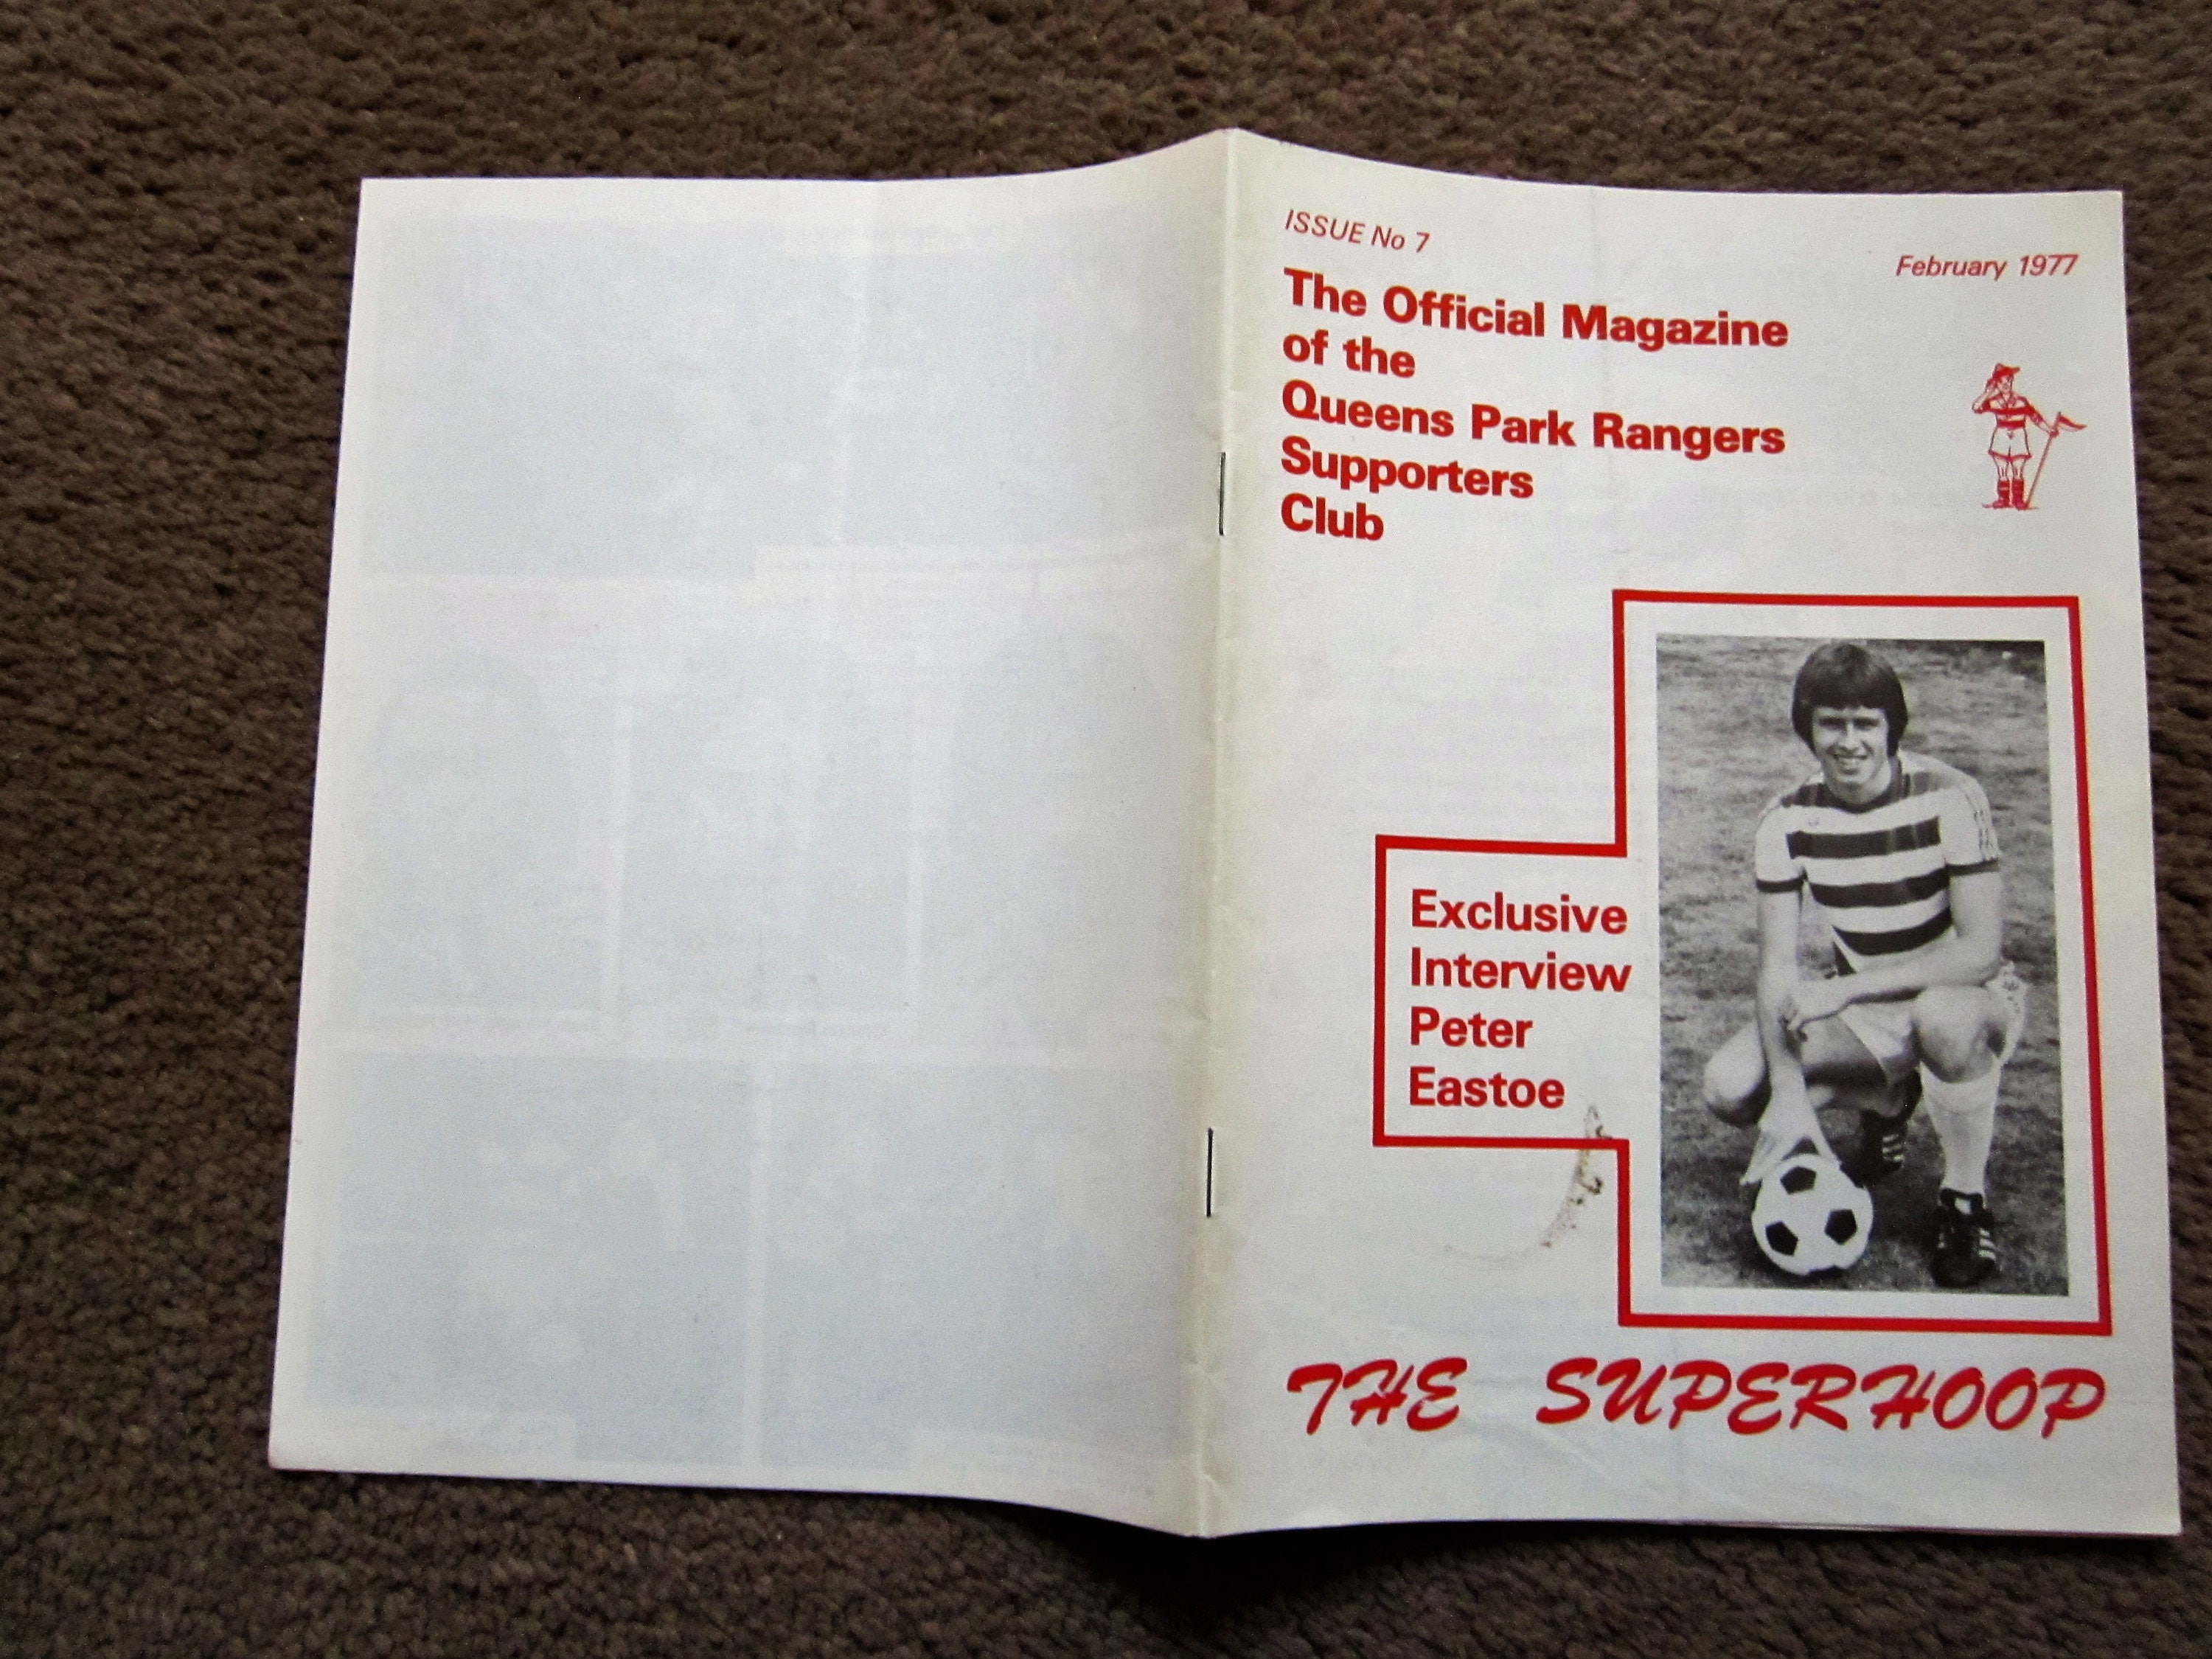 ISSUE No 7
February 1977
The Official Magazine
of the
Queens Park Rangers
Supporters
Club
Exclusive
Interview
Peter
Eastoe
THE SUPERHOOP